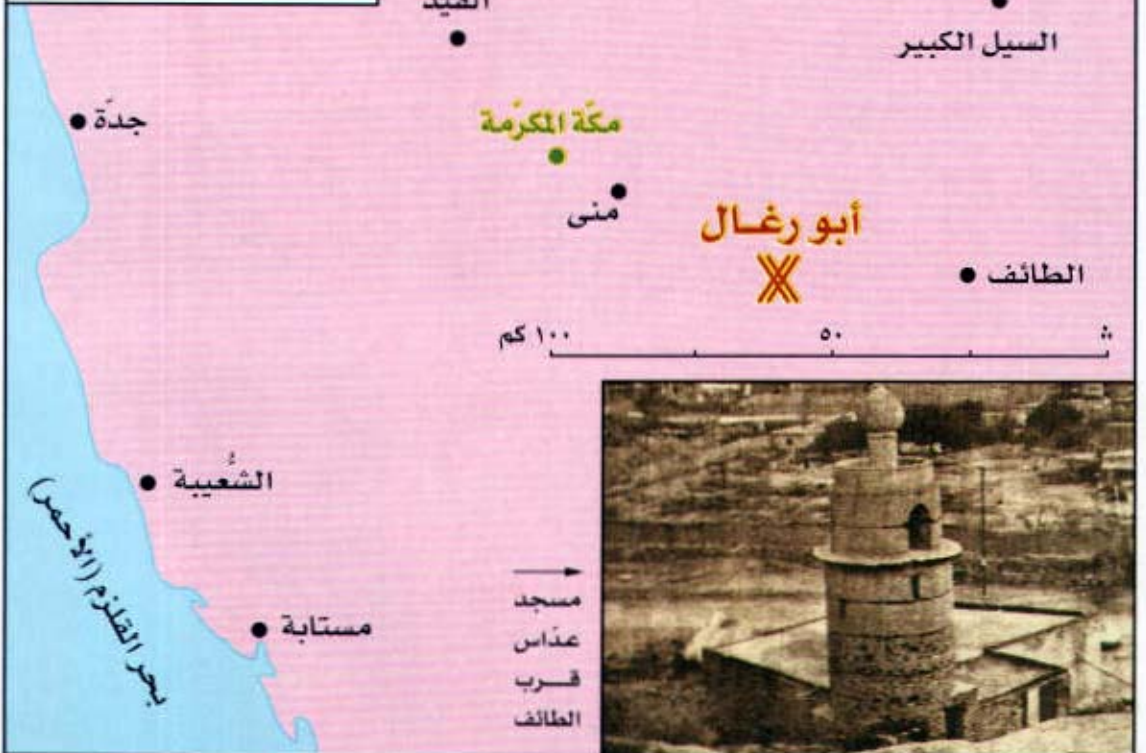 السيل الكبير
جدّة
مكّة المكرّمة
منى
أبو رغـال
الطائف
١٠٠ كم
٥٠
الشُّعيبة
بحر القلزم (الأحمر)
مستابة
مسجد
عدّاس
قــرب
الطائف